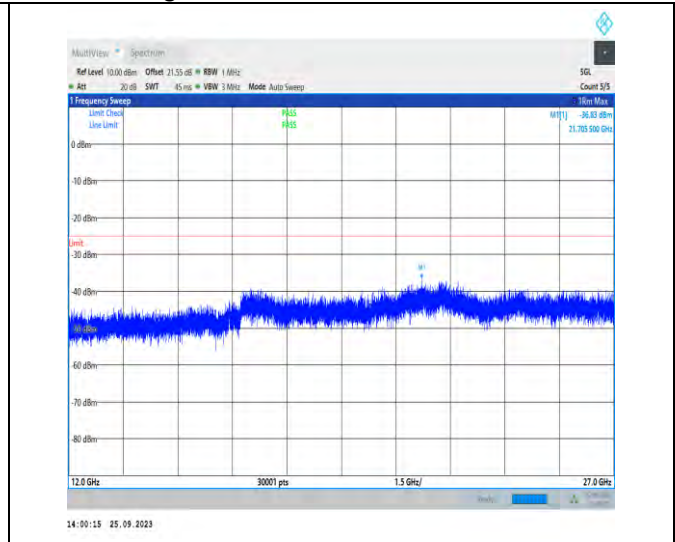 MultiView Spectrum
Ref Level 10.00 dBm Offset 21.55 dB RBW 1 MHz SGL
Att 20 dB SWT 45 ms VBW 3 MHz Mode Auto Sweep Count 5/5
1 Frequency Sweep 1Rm Max
Limit Check PASS M1[1] -36.83 dBm
Line Limit PASS 21.705 500 GHz
0 dBm
-10 dBm
-20 dBm
Limit
-30 dBm
M1
-40 dBm
-50 dBm
-60 dBm
-70 dBm
-80 dBm
12.0 GHz 30001 pts 1.5 GHz/ 27.0 GHz
14:00:15 25.09.2023